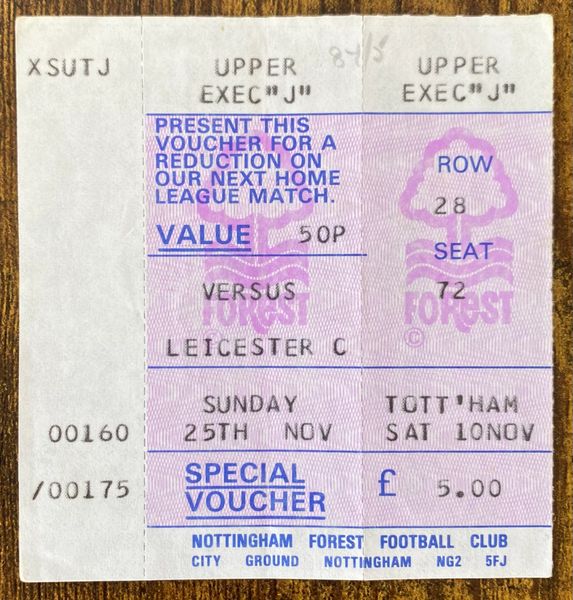 XSUTJ
00160
/00175
UPPER
EXEC"J"
PRESENT THIS
VOUCHER FOR A
REDUCTION ON
OUR NEXT HOME
LEAGUE MATCH.
VALUE 50P
VERSUS
LEICESTER C
SUNDAY
25TH NOV
SPECIAL
VOUCHER
84/5
UPPER
EXEC"J"
ROW
28
SEAT
72
FOREST
FOREST
©
TOTT'HAM
SAT 10NOV
£ 5.00
NOTTINGHAM FOREST FOOTBALL CLUB
CITY GROUND NOTTINGHAM NG2 5FJ